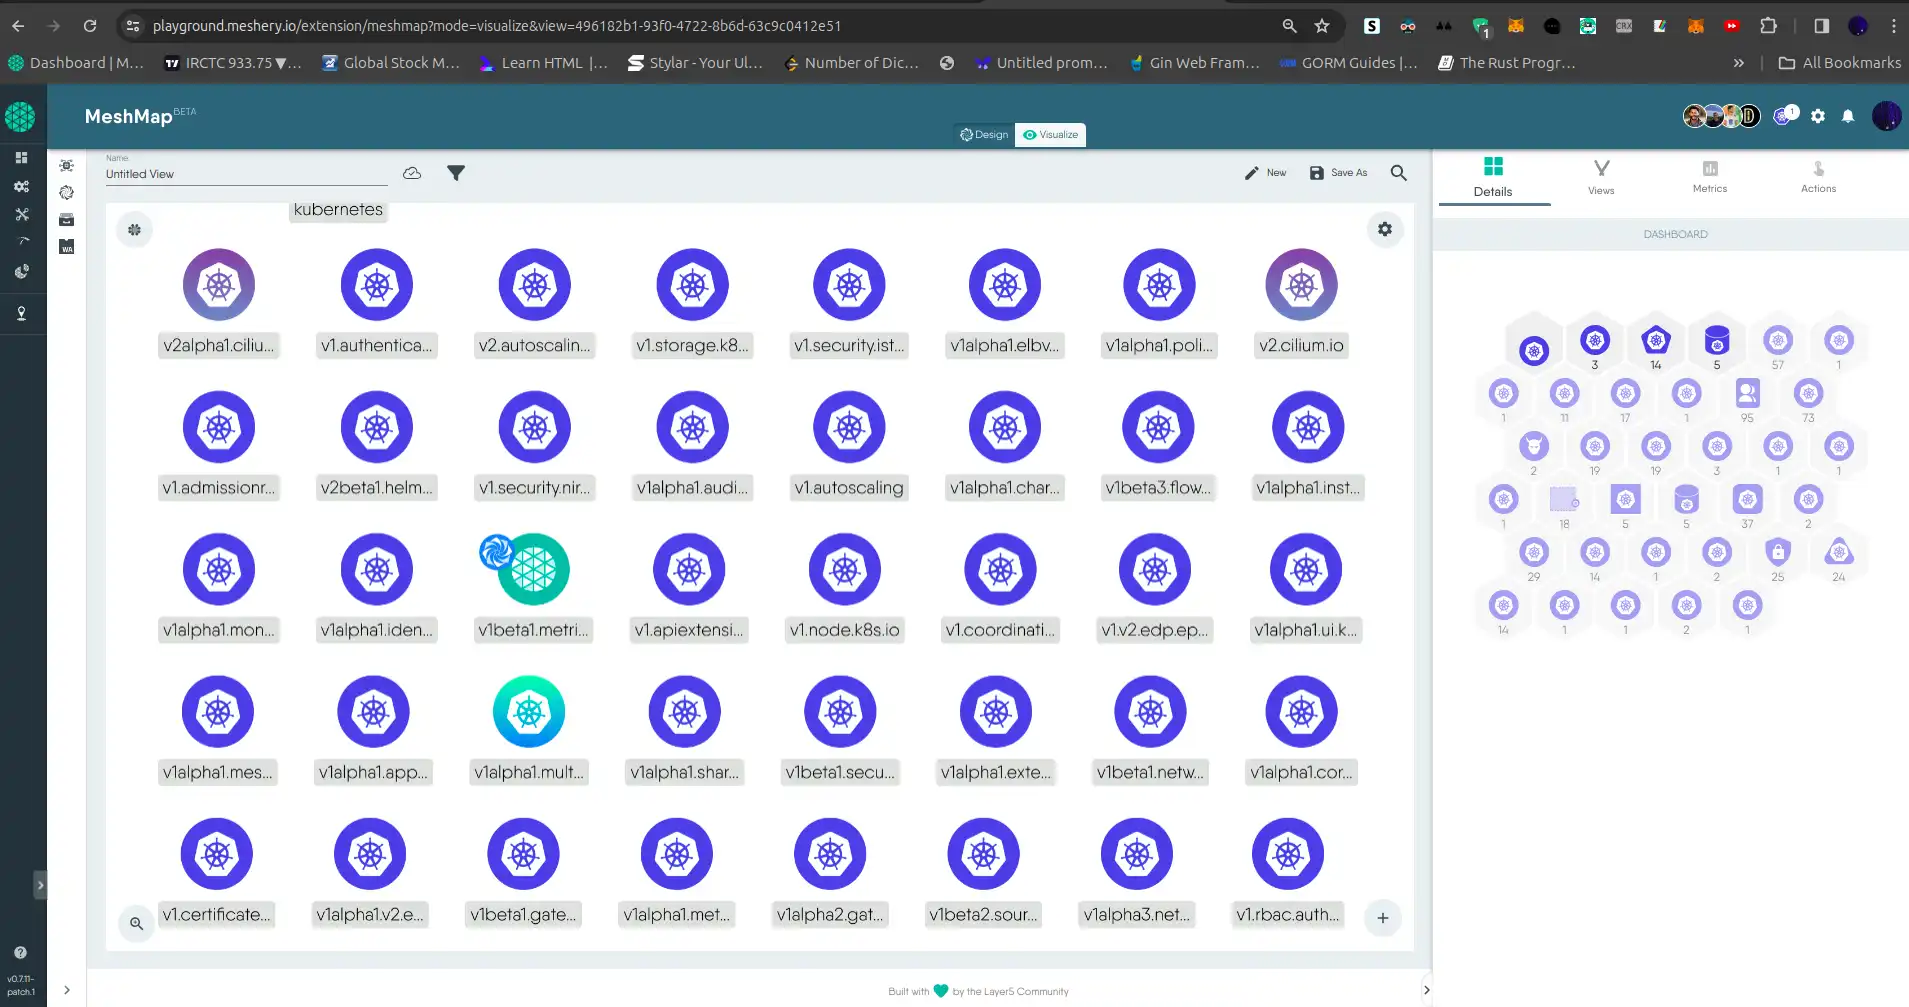 playground.meshery.io/extension/meshmap?mode=visualize&view=496182b1-93f0-4722-8b6d-63c9c0412e51
1
Dashboard | M...
IRCTC 933.75 ▼...
Global Stock M...
Learn HTML |...
Stylar - Your Ul...
Number of Dic...
Untitled prom...
Gin Web Fram...
GORM Guides |...
The Rust Progr...
»
All Bookmarks
MeshMap BETA
Design
Visualize
D
1
Name
Untitled View
New
Save As
Details
Views
Metrics
Actions
DASHBOARD
WA
kubernetes
v2alpha1.ciliu... v1.authentica... v2.autoscalin... v1.storage.k8... v1.security.ist... v1alpha1.elbv... v1alpha1.poli... v2.cilium.io
v1.admissionr... v2beta1.helm... v1.security.nir... v1alpha1.audi... v1.autoscaling v1alpha1.char... v1beta3.flow... v1alpha1.inst...
v1alpha1.mon... v1alpha1.iden... v1beta1.metri... v1.apiextensi... v1.node.k8s.io v1.coordinati... v1.v2.edp.ep... v1alpha1.ui.k...
v1alpha1.mes... v1alpha1.app... v1alpha1.mult... v1alpha1.shar... v1beta1.secu... v1alpha1.exte... v1beta1.netw... v1alpha1.cor...
v1.certificate... v1alpha1.v2.e... v1beta1.gate... v1alpha1.met... v1alpha2.gat... v1beta2.sour... v1alpha3.net... v1.rbac.auth...
3 14 5 57 1
1 11 17 1 95 73
2 19 19 3 1 1
1 18 5 5 37 2
29 14 1 2 25 24
14 1 1 2 1
v0.7.11-
patch.1
Built with by the Layer5 Community